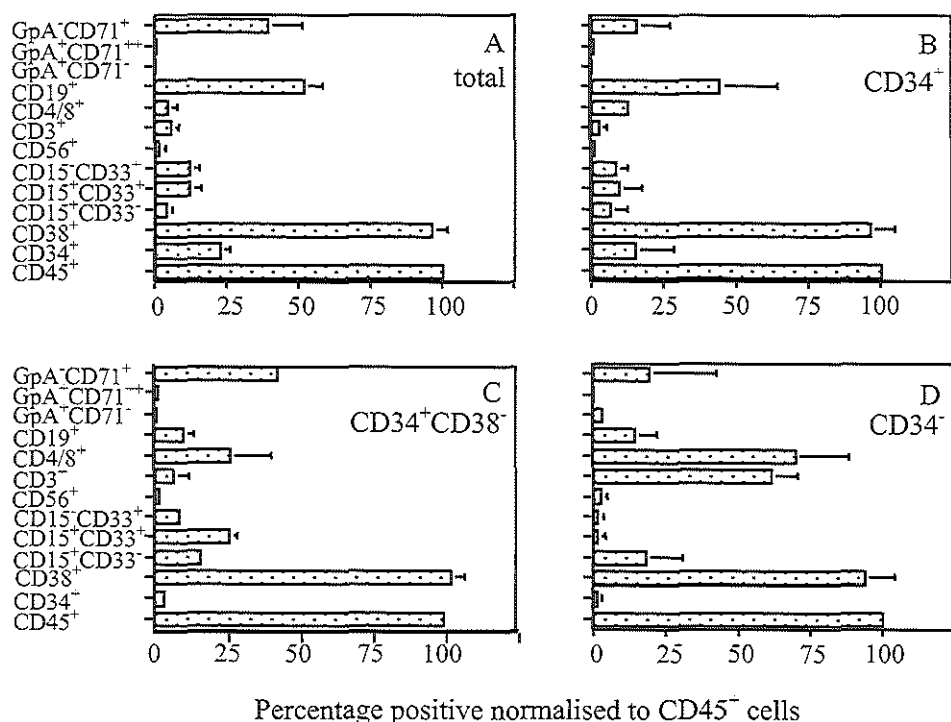 GpA⁻CD71⁺
GpA⁺CD71⁺⁺
GpA⁺CD71⁻
CD19⁺
CD4/8⁺
CD3⁺
CD56⁺
CD15⁻CD33⁺
CD15⁺CD33⁺
CD15⁺CD33⁻
CD38⁺
CD34⁺
CD45⁺
A
total
0 25 50 75 100
B
CD34⁺
0 25 50 75 100
GpA⁻CD71⁺
GpA⁻CD71⁻⁺
GpA⁺CD71⁻
CD19⁺
CD4/8⁺
CD3⁻
CD56⁺
CD15⁻CD33⁺
CD15⁺CD33⁺
CD15⁺CD33⁻
CD38⁺
CD34⁺
CD45⁺
C
CD34⁺CD38⁻
0 25 50 75 100
D
CD34⁻
0 25 50 75 100
Percentage positive normalised to CD45⁺ cells